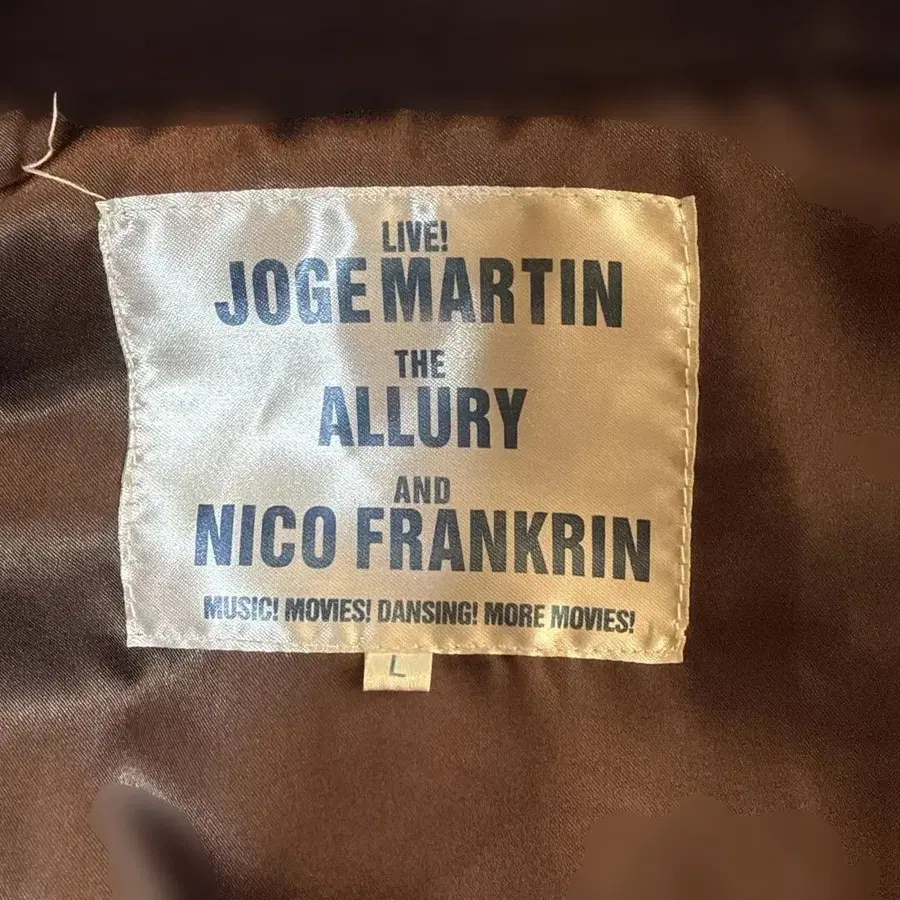 LIVE!
JOGE MARTIN
THE
ALLURY
AND
NICO FRANKRIN
MUSIC! MOVIES! DANSING! MORE MOVIES!
L